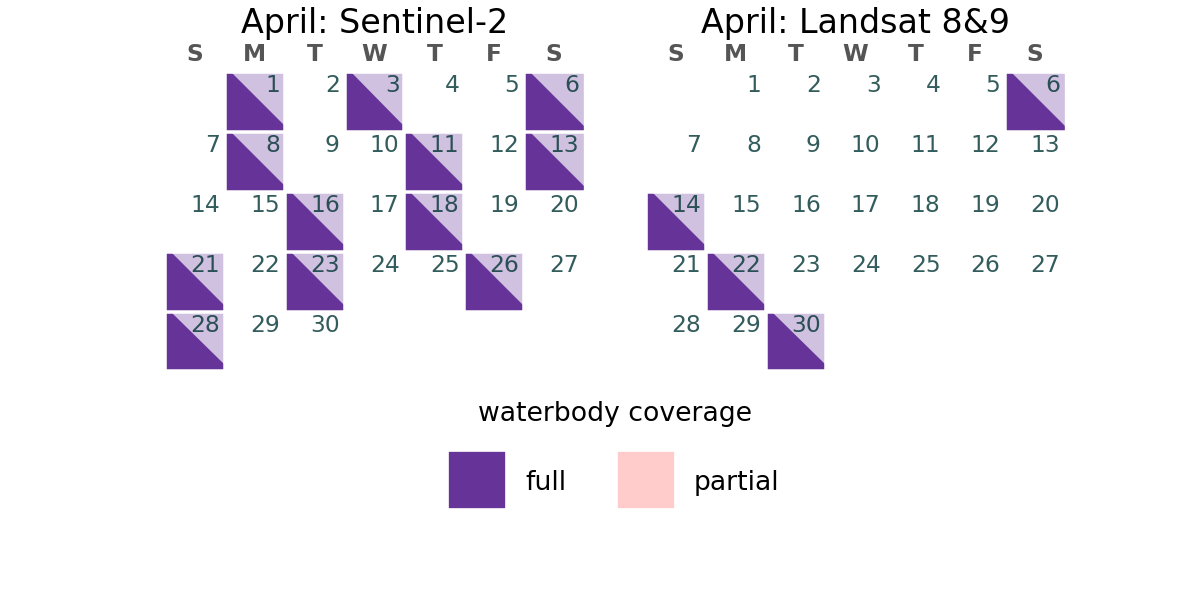 April: Sentinel-2
S M T W T F S
1 2 3 4 5 6
7 8 9 10 11 12 13
14 15 16 17 18 19 20
21 22 23 24 25 26 27
28 29 30
April: Landsat 8&9
S M T W T F S
1 2 3 4 5 6
7 8 9 10 11 12 13
14 15 16 17 18 19 20
21 22 23 24 25 26 27
28 29 30
waterbody coverage
full partial